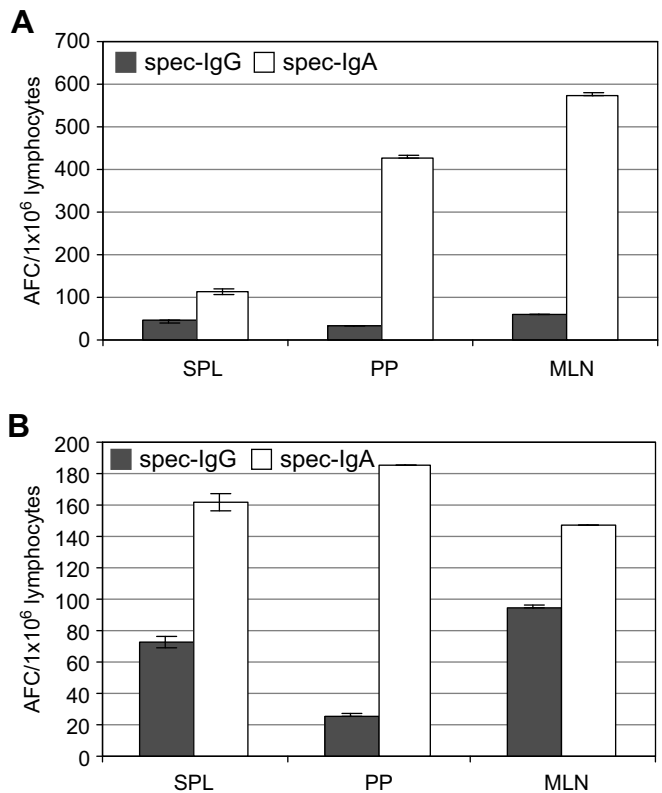 A
700
spec-IgG spec-IgA
600
500
400
300
200
100
0
AFC/1x10⁶ lymphocytes
SPL PP MLN
B
200
spec-IgG spec-IgA
180
160
140
120
100
80
60
40
20
0
AFC/1x10⁶ lymphocytes
SPL PP MLN